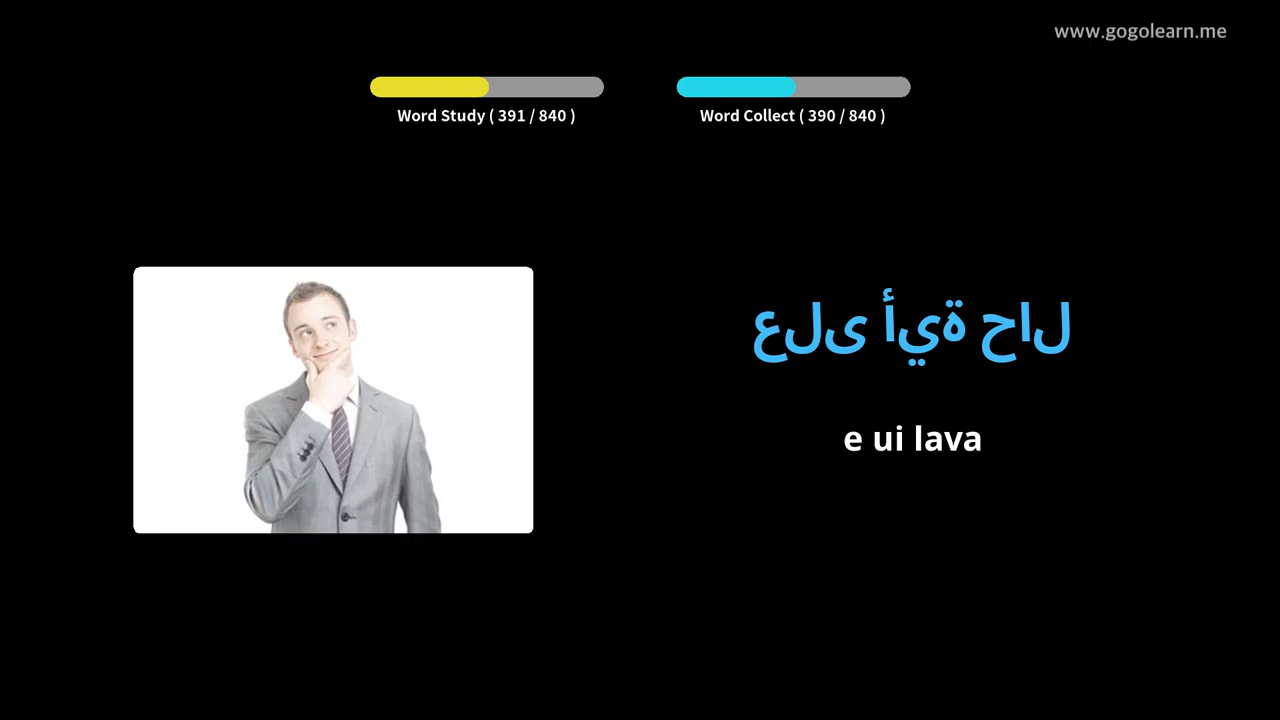 www.gogolearn.me
Word Study ( 391 / 840 )
Word Collect ( 390 / 840 )
على أية حال
e ui lava